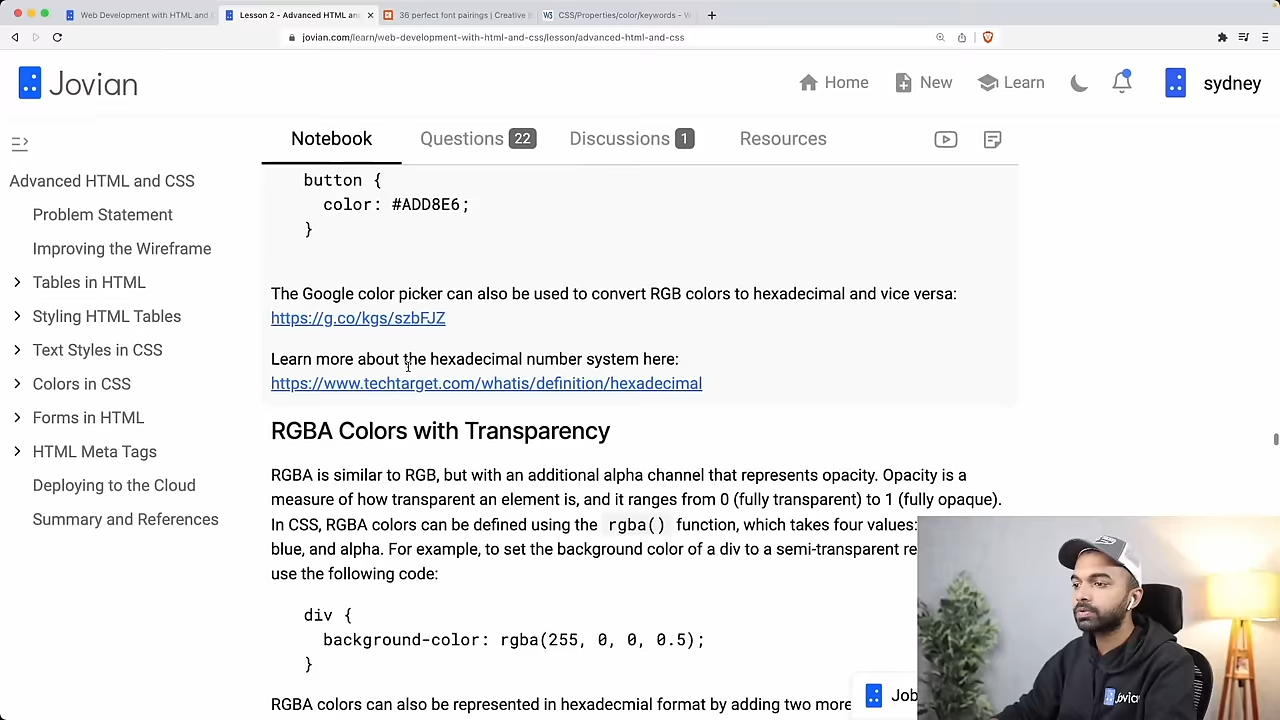 Web Development with HTML and
Lesson 2 - Advanced HTML and
36 perfect font pairings | Creative
CSS/Properties/color/keywords - W
jovian.com/learn/web-development-with-html-and-css/lesson/advanced-html-and-css
Jovian
Home
New
Learn
sydney
Notebook
Questions 22
Discussions 1
Resources
Advanced HTML and CSS
Problem Statement
Improving the Wireframe
Tables in HTML
Styling HTML Tables
Text Styles in CSS
Colors in CSS
Forms in HTML
HTML Meta Tags
Deploying to the Cloud
Summary and References
button {
color: #ADD8E6;
}
The Google color picker can also be used to convert RGB colors to hexadecimal and vice versa:
https://g.co/kgs/szbFJZ
Learn more about the hexadecimal number system here:
https://www.techtarget.com/whatis/definition/hexadecimal
RGBA Colors with Transparency
RGBA is similar to RGB, but with an additional alpha channel that represents opacity. Opacity is a
measure of how transparent an element is, and it ranges from 0 (fully transparent) to 1 (fully opaque).
In CSS, RGBA colors can be defined using the rgba() function, which takes four values:
blue, and alpha. For example, to set the background color of a div to a semi-transparent re
use the following code:
div {
background-color: rgba(255, 0, 0, 0.5);
}
RGBA colors can also be represented in hexadecmial format by adding two more
Job
Jovian